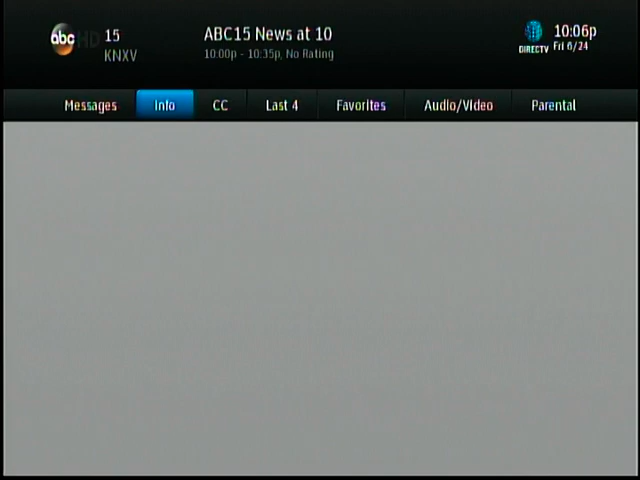 abc HD 15 KNXV
ABC15 News at 10
10:00p - 10:35p, No Rating
DIRECTV
10:06p
Fri 6/24
Messages Info CC Last 4 Favorites Audio/Video Parental